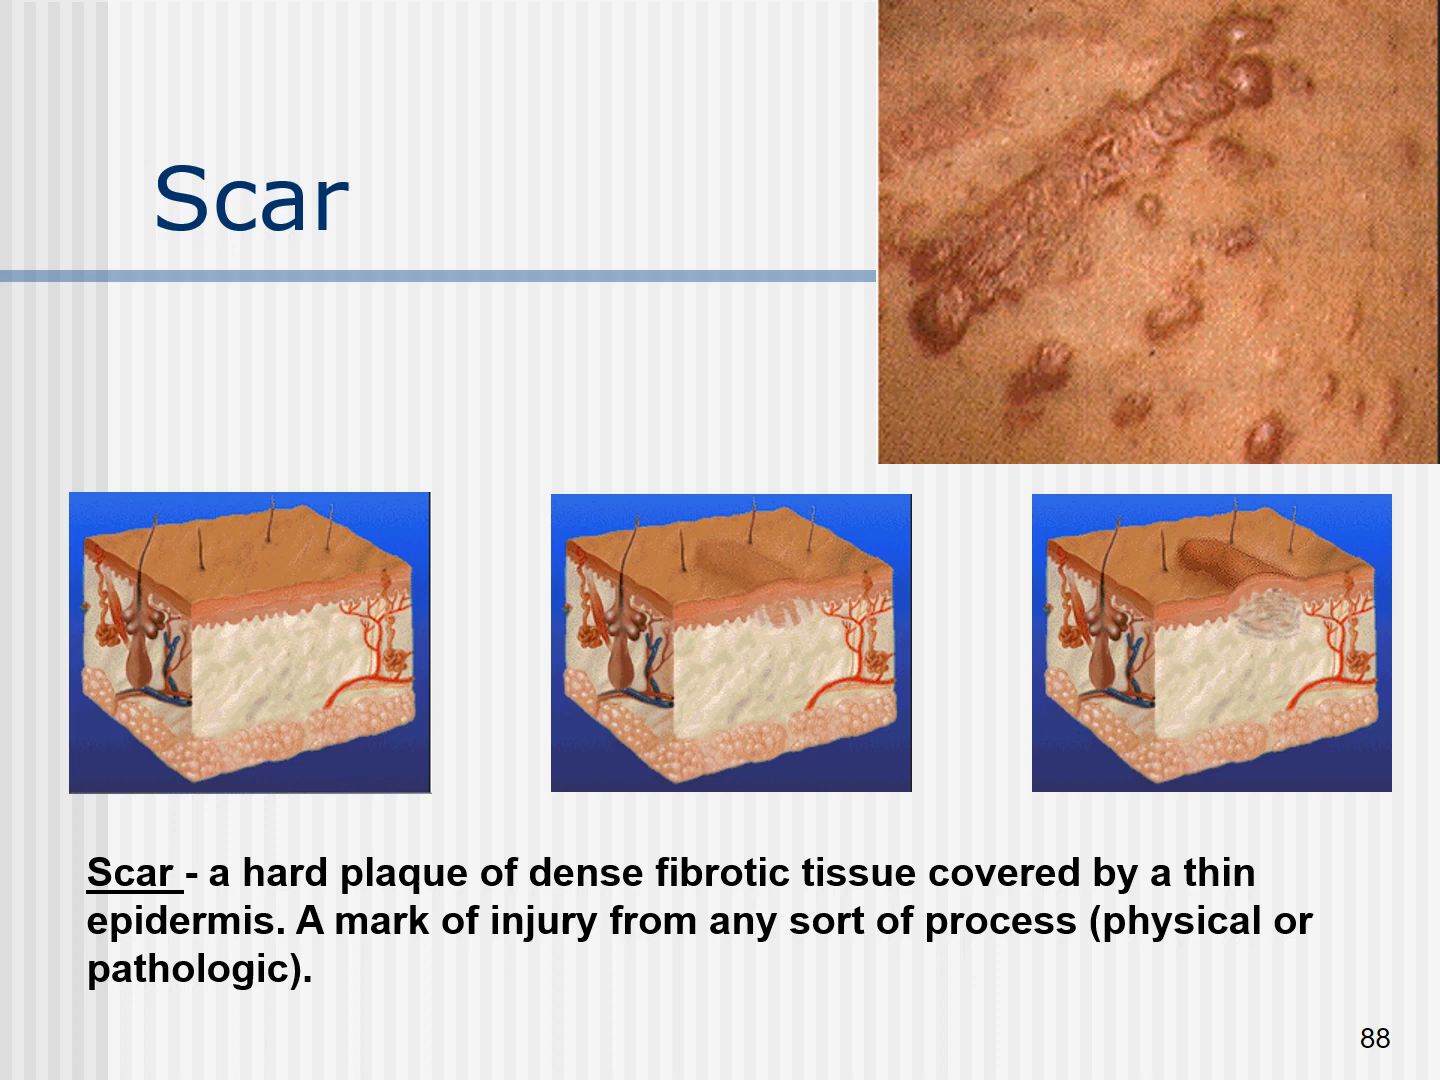 Scar
Scar - a hard plaque of dense fibrotic tissue covered by a thin
epidermis. A mark of injury from any sort of process (physical or
pathologic).
88